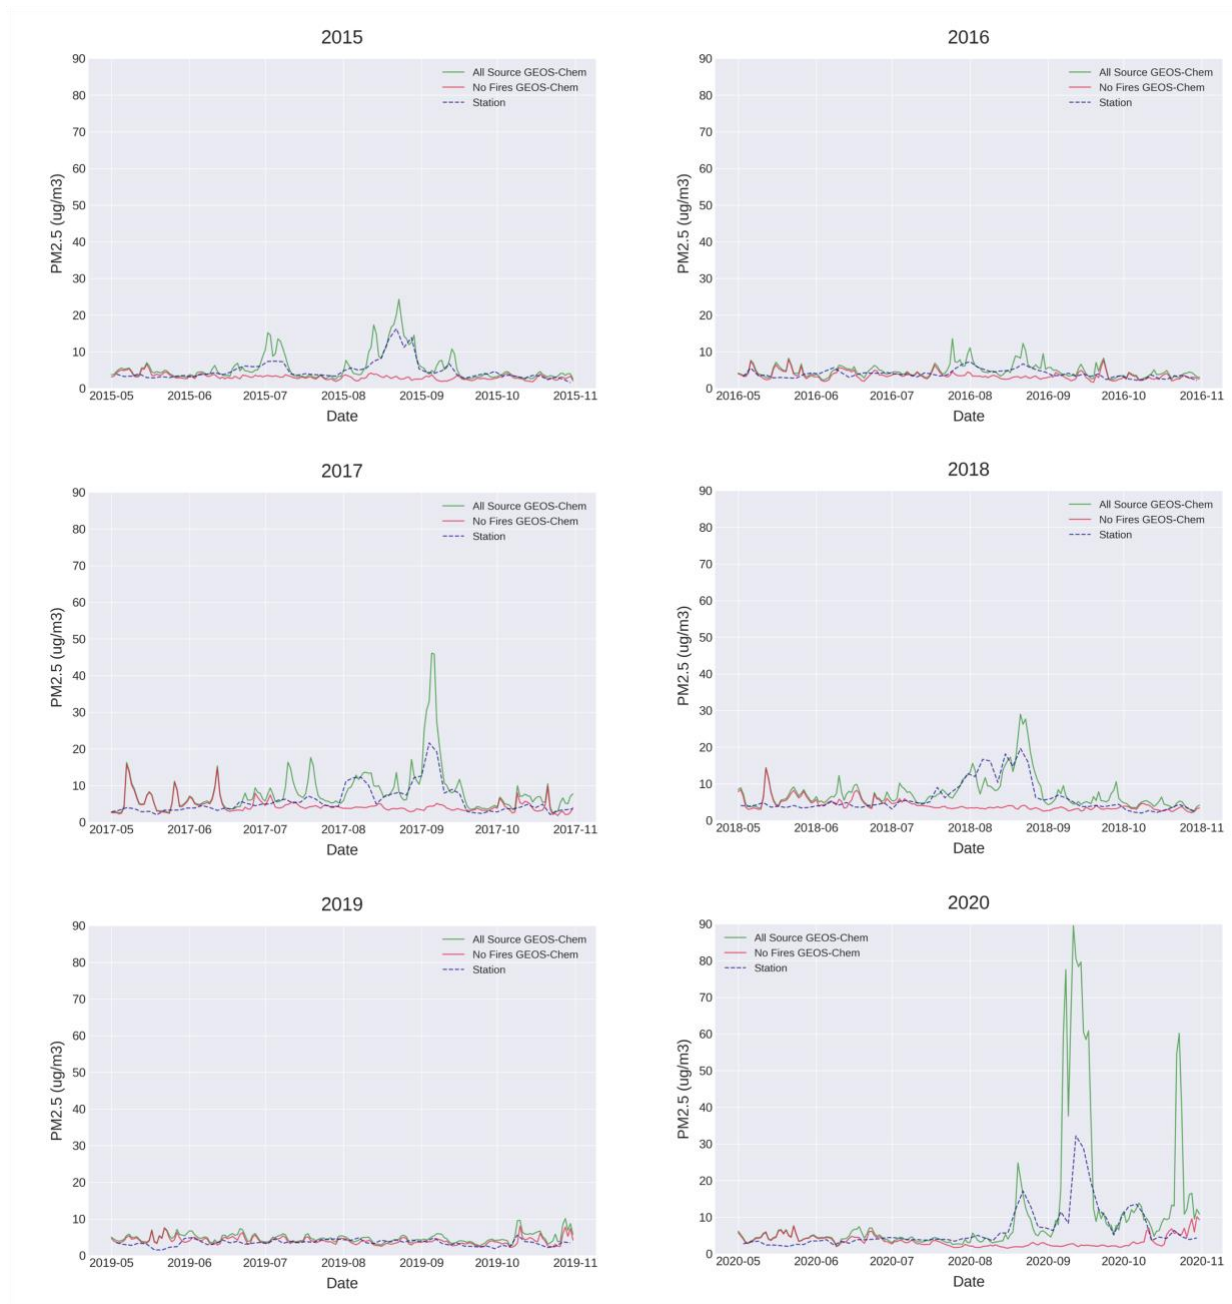 2015
90
80
70
60
50
40
30
20
10
0
PM2.5 (ug/m3)
All Source GEOS-Chem
No Fires GEOS-Chem
Station
2015-05 2015-06 2015-07 2015-08 2015-09 2015-10 2015-11
Date
2016
90
80
70
60
50
40
30
20
10
0
PM2.5 (ug/m3)
All Source GEOS-Chem
No Fires GEOS-Chem
Station
2016-05 2016-06 2016-07 2016-08 2016-09 2016-10 2016-11
Date
2017
90
80
70
60
50
40
30
20
10
0
PM2.5 (ug/m3)
All Source GEOS-Chem
No Fires GEOS-Chem
Station
2017-05 2017-06 2017-07 2017-08 2017-09 2017-10 2017-11
Date
2018
90
80
70
60
50
40
30
20
10
0
PM2.5 (ug/m3)
All Source GEOS-Chem
No Fires GEOS-Chem
Station
2018-05 2018-06 2018-07 2018-08 2018-09 2018-10 2018-11
Date
2019
90
80
70
60
50
40
30
20
10
0
PM2.5 (ug/m3)
All Source GEOS-Chem
No Fires GEOS-Chem
Station
2019-05 2019-06 2019-07 2019-08 2019-09 2019-10 2019-11
Date
2020
90
80
70
60
50
40
30
20
10
0
PM2.5 (ug/m3)
All Source GEOS-Chem
No Fires GEOS-Chem
Station
2020-05 2020-06 2020-07 2020-08 2020-09 2020-10 2020-11
Date